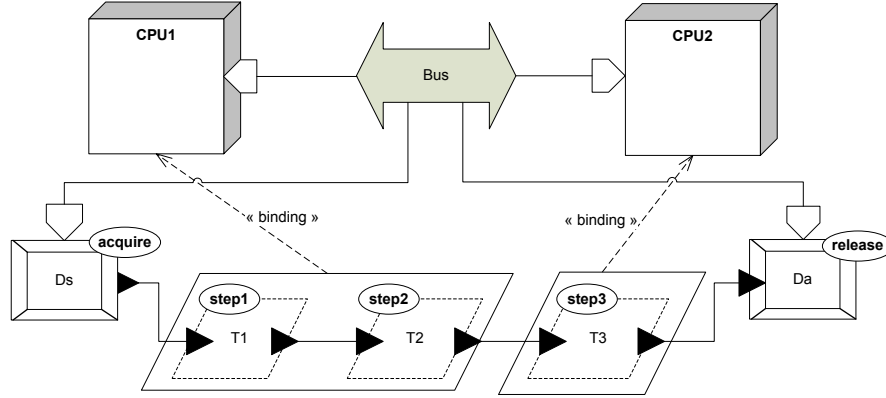 CPU1
CPU2
Bus
« binding »
« binding »
acquire
release
Ds
Da
step1
step2
step3
T1
T2
T3